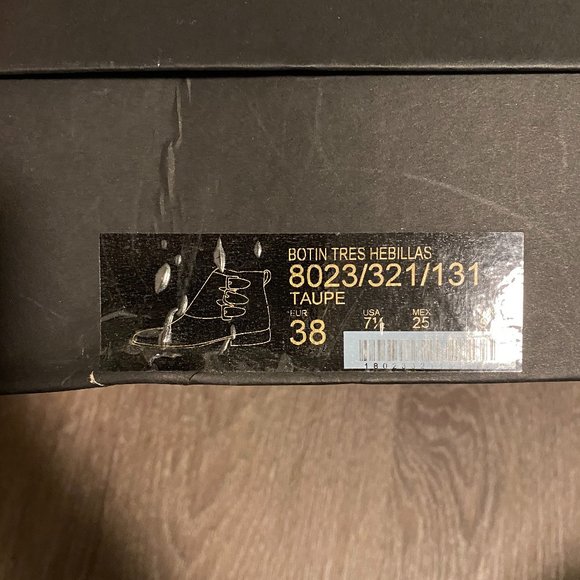 BOTIN TRES HEBILLAS
8023/321/131
TAUPE
EUR USA MEX
38 7½ 25